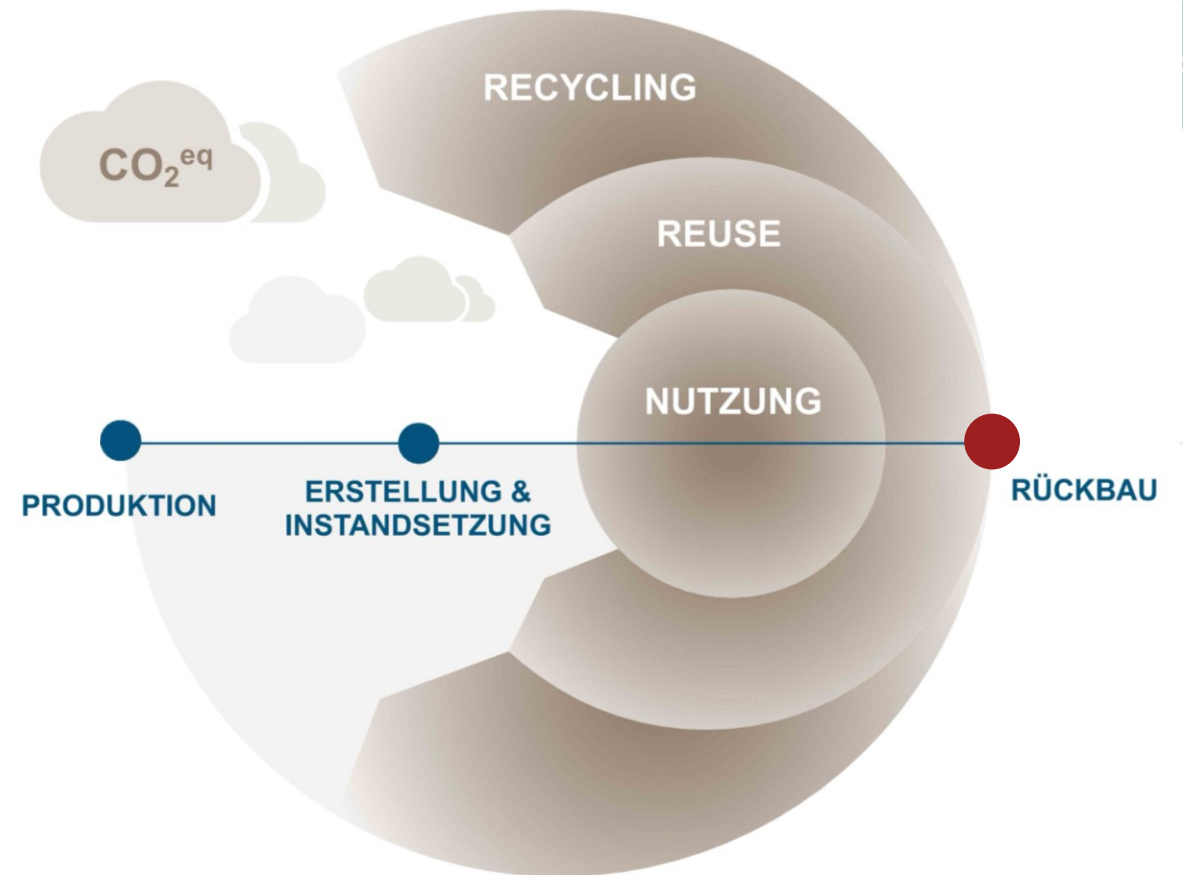 RECYCLING
CO₂ᵉq
REUSE
NUTZUNG
PRODUKTION
ERSTELLUNG &
INSTANDSETZUNG
RÜCKBAU